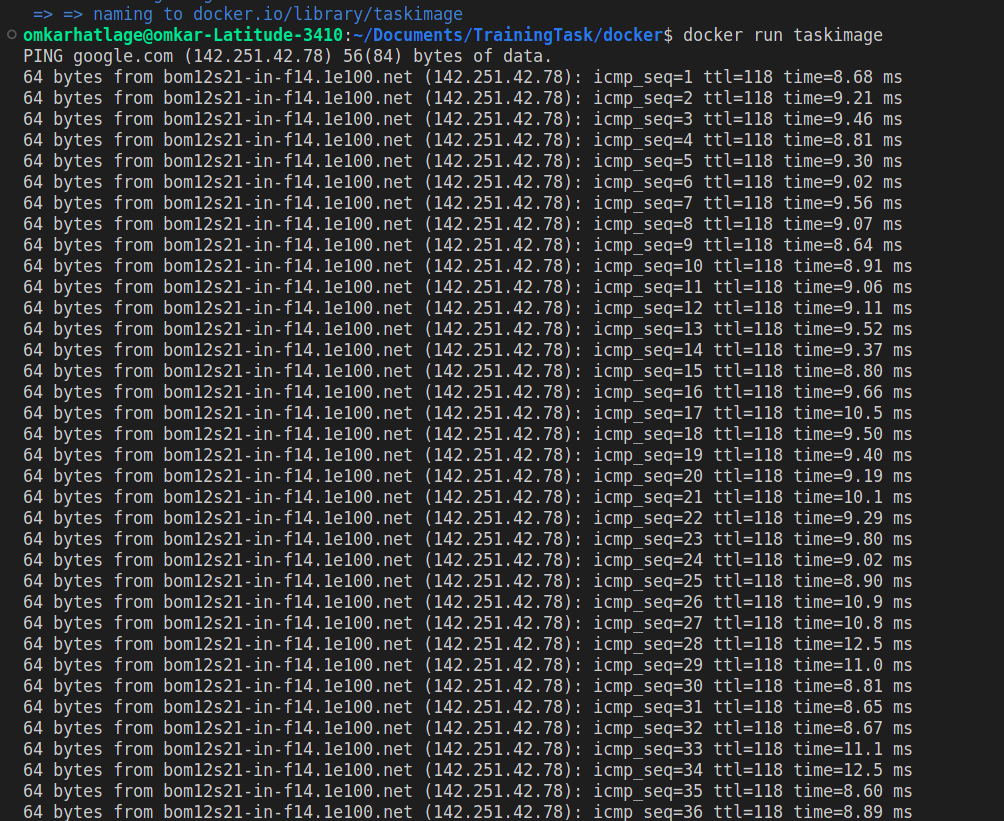 => => naming to docker.io/library/taskimage
omkarhatlage@omkar-Latitude-3410:~/Documents/TrainingTask/docker$ docker run taskimage
PING google.com (142.251.42.78) 56(84) bytes of data.
64 bytes from bom12s21-in-f14.1e100.net (142.251.42.78): icmp_seq=1 ttl=118 time=8.68 ms
64 bytes from bom12s21-in-f14.1e100.net (142.251.42.78): icmp_seq=2 ttl=118 time=9.21 ms
64 bytes from bom12s21-in-f14.1e100.net (142.251.42.78): icmp_seq=3 ttl=118 time=9.46 ms
64 bytes from bom12s21-in-f14.1e100.net (142.251.42.78): icmp_seq=4 ttl=118 time=8.81 ms
64 bytes from bom12s21-in-f14.1e100.net (142.251.42.78): icmp_seq=5 ttl=118 time=9.30 ms
64 bytes from bom12s21-in-f14.1e100.net (142.251.42.78): icmp_seq=6 ttl=118 time=9.02 ms
64 bytes from bom12s21-in-f14.1e100.net (142.251.42.78): icmp_seq=7 ttl=118 time=9.56 ms
64 bytes from bom12s21-in-f14.1e100.net (142.251.42.78): icmp_seq=8 ttl=118 time=9.07 ms
64 bytes from bom12s21-in-f14.1e100.net (142.251.42.78): icmp_seq=9 ttl=118 time=8.64 ms
64 bytes from bom12s21-in-f14.1e100.net (142.251.42.78): icmp_seq=10 ttl=118 time=8.91 ms
64 bytes from bom12s21-in-f14.1e100.net (142.251.42.78): icmp_seq=11 ttl=118 time=9.06 ms
64 bytes from bom12s21-in-f14.1e100.net (142.251.42.78): icmp_seq=12 ttl=118 time=9.11 ms
64 bytes from bom12s21-in-f14.1e100.net (142.251.42.78): icmp_seq=13 ttl=118 time=9.52 ms
64 bytes from bom12s21-in-f14.1e100.net (142.251.42.78): icmp_seq=14 ttl=118 time=9.37 ms
64 bytes from bom12s21-in-f14.1e100.net (142.251.42.78): icmp_seq=15 ttl=118 time=8.80 ms
64 bytes from bom12s21-in-f14.1e100.net (142.251.42.78): icmp_seq=16 ttl=118 time=9.66 ms
64 bytes from bom12s21-in-f14.1e100.net (142.251.42.78): icmp_seq=17 ttl=118 time=10.5 ms
64 bytes from bom12s21-in-f14.1e100.net (142.251.42.78): icmp_seq=18 ttl=118 time=9.50 ms
64 bytes from bom12s21-in-f14.1e100.net (142.251.42.78): icmp_seq=19 ttl=118 time=9.40 ms
64 bytes from bom12s21-in-f14.1e100.net (142.251.42.78): icmp_seq=20 ttl=118 time=9.19 ms
64 bytes from bom12s21-in-f14.1e100.net (142.251.42.78): icmp_seq=21 ttl=118 time=10.1 ms
64 bytes from bom12s21-in-f14.1e100.net (142.251.42.78): icmp_seq=22 ttl=118 time=9.29 ms
64 bytes from bom12s21-in-f14.1e100.net (142.251.42.78): icmp_seq=23 ttl=118 time=9.80 ms
64 bytes from bom12s21-in-f14.1e100.net (142.251.42.78): icmp_seq=24 ttl=118 time=9.02 ms
64 bytes from bom12s21-in-f14.1e100.net (142.251.42.78): icmp_seq=25 ttl=118 time=8.90 ms
64 bytes from bom12s21-in-f14.1e100.net (142.251.42.78): icmp_seq=26 ttl=118 time=10.9 ms
64 bytes from bom12s21-in-f14.1e100.net (142.251.42.78): icmp_seq=27 ttl=118 time=10.8 ms
64 bytes from bom12s21-in-f14.1e100.net (142.251.42.78): icmp_seq=28 ttl=118 time=12.5 ms
64 bytes from bom12s21-in-f14.1e100.net (142.251.42.78): icmp_seq=29 ttl=118 time=11.0 ms
64 bytes from bom12s21-in-f14.1e100.net (142.251.42.78): icmp_seq=30 ttl=118 time=8.81 ms
64 bytes from bom12s21-in-f14.1e100.net (142.251.42.78): icmp_seq=31 ttl=118 time=8.65 ms
64 bytes from bom12s21-in-f14.1e100.net (142.251.42.78): icmp_seq=32 ttl=118 time=8.67 ms
64 bytes from bom12s21-in-f14.1e100.net (142.251.42.78): icmp_seq=33 ttl=118 time=11.1 ms
64 bytes from bom12s21-in-f14.1e100.net (142.251.42.78): icmp_seq=34 ttl=118 time=12.5 ms
64 bytes from bom12s21-in-f14.1e100.net (142.251.42.78): icmp_seq=35 ttl=118 time=8.60 ms
64 bytes from bom12s21-in-f14.1e100.net (142.251.42.78): icmp_seq=36 ttl=118 time=8.89 ms